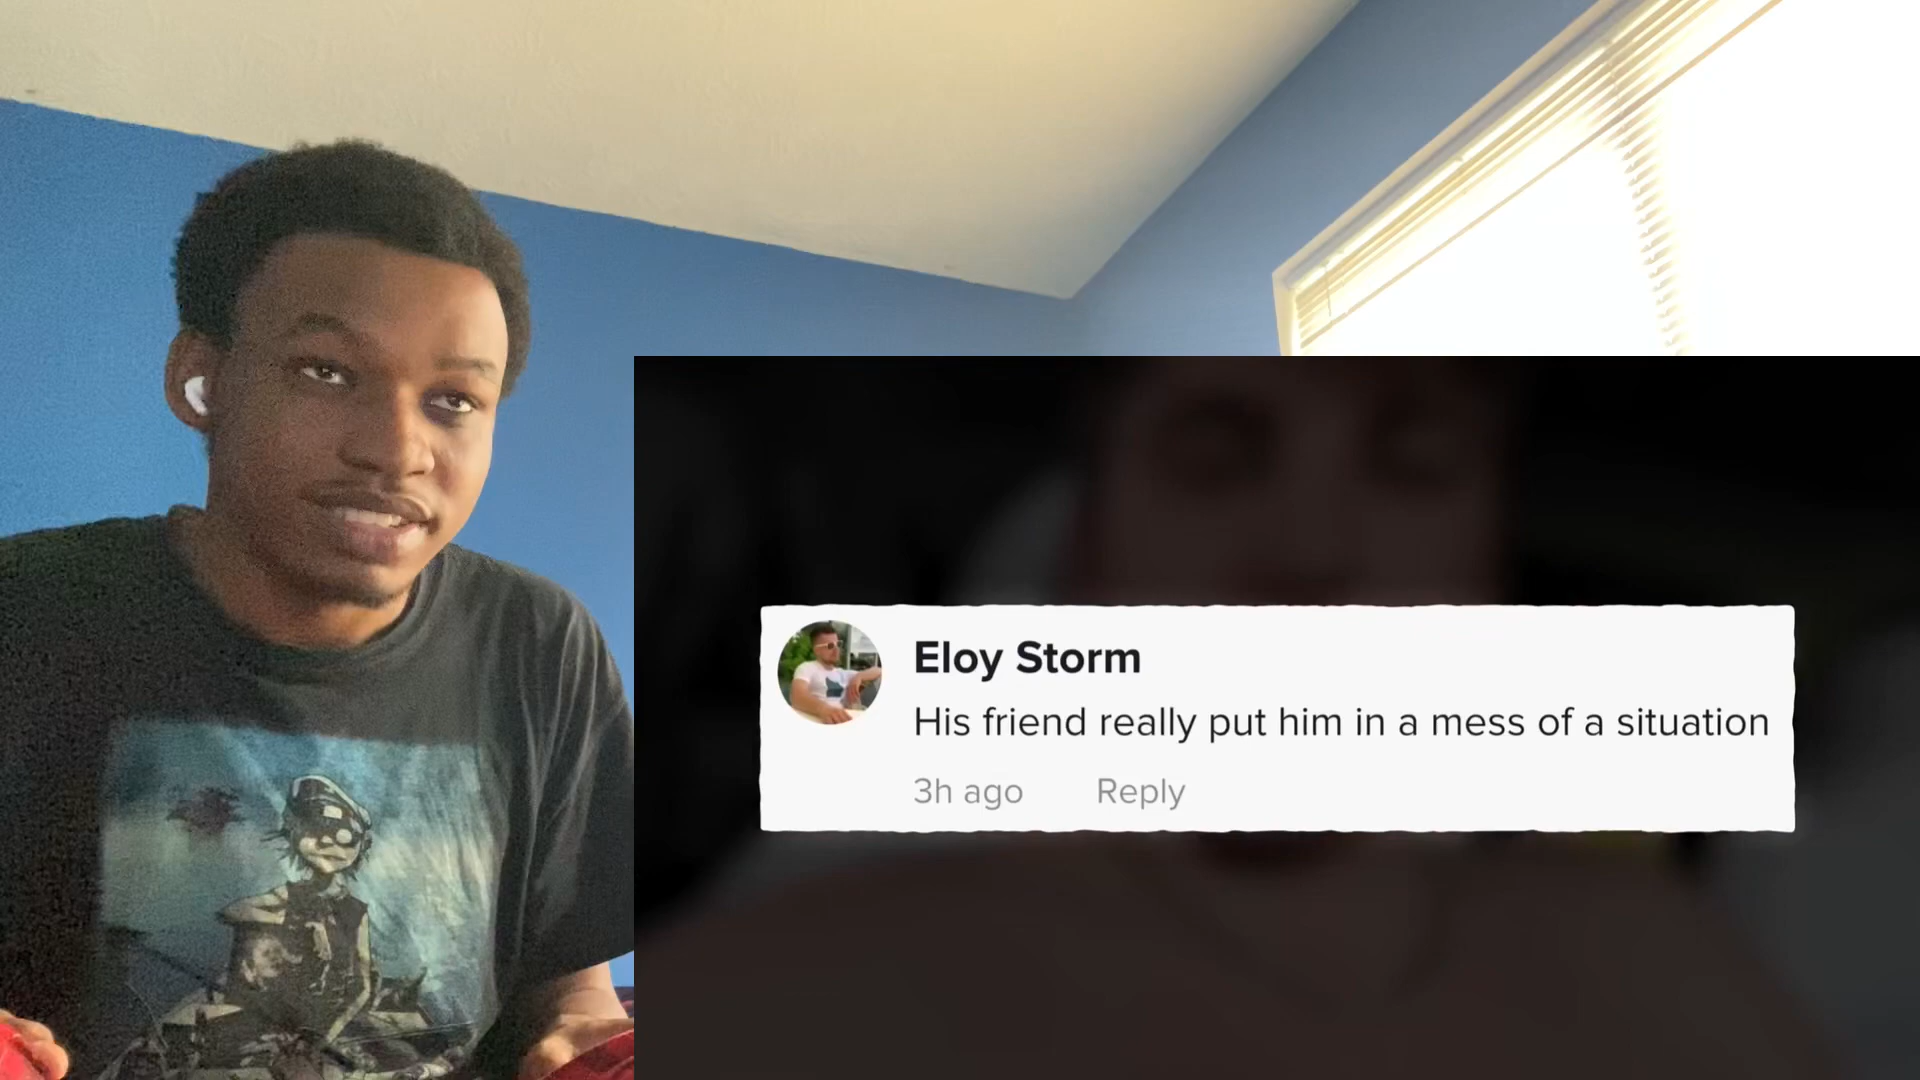 Eloy Storm
His friend really put him in a mess of a situation
3h ago Reply